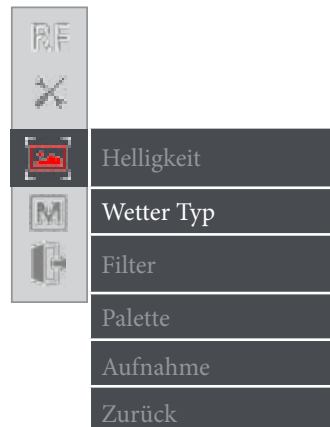 RF
Helligkeit
Wetter Typ
M
Filter
Palette
Aufnahme
Zurück